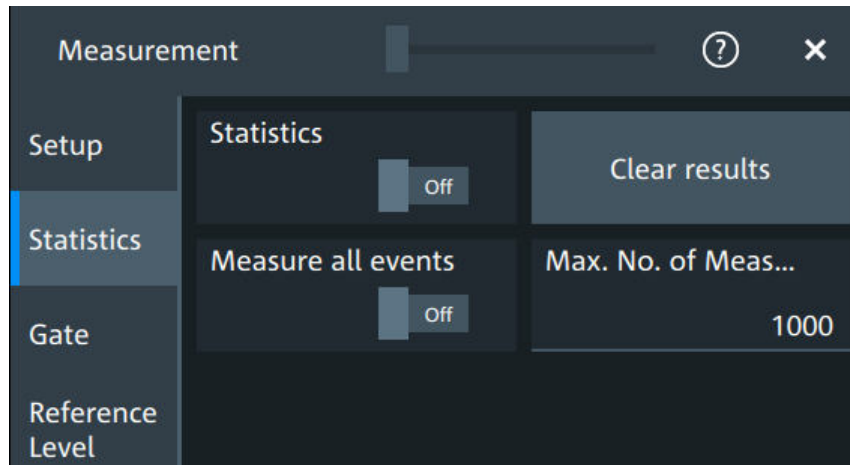 Measurement
?
Setup
Statistics
Off
Clear results
Statistics
Measure all events
Off
Max. No. of Meas...
1000
Gate
Reference
Level